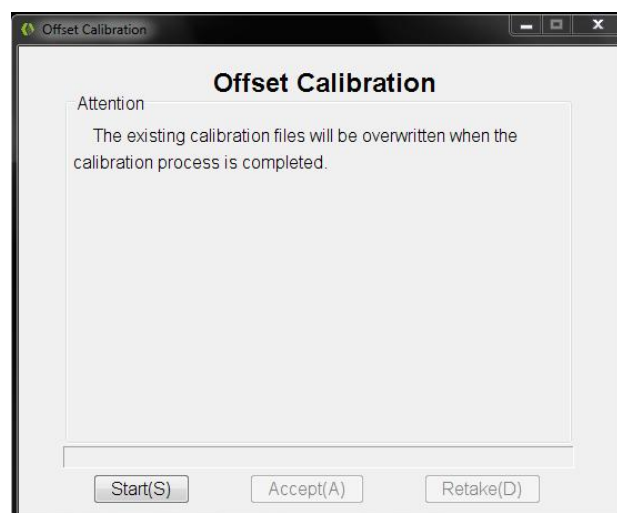 Offset Calibration
Offset Calibration
Attention
The existing calibration files will be overwritten when the
calibration process is completed.
Start(S)
Accept(A)
Retake(D)